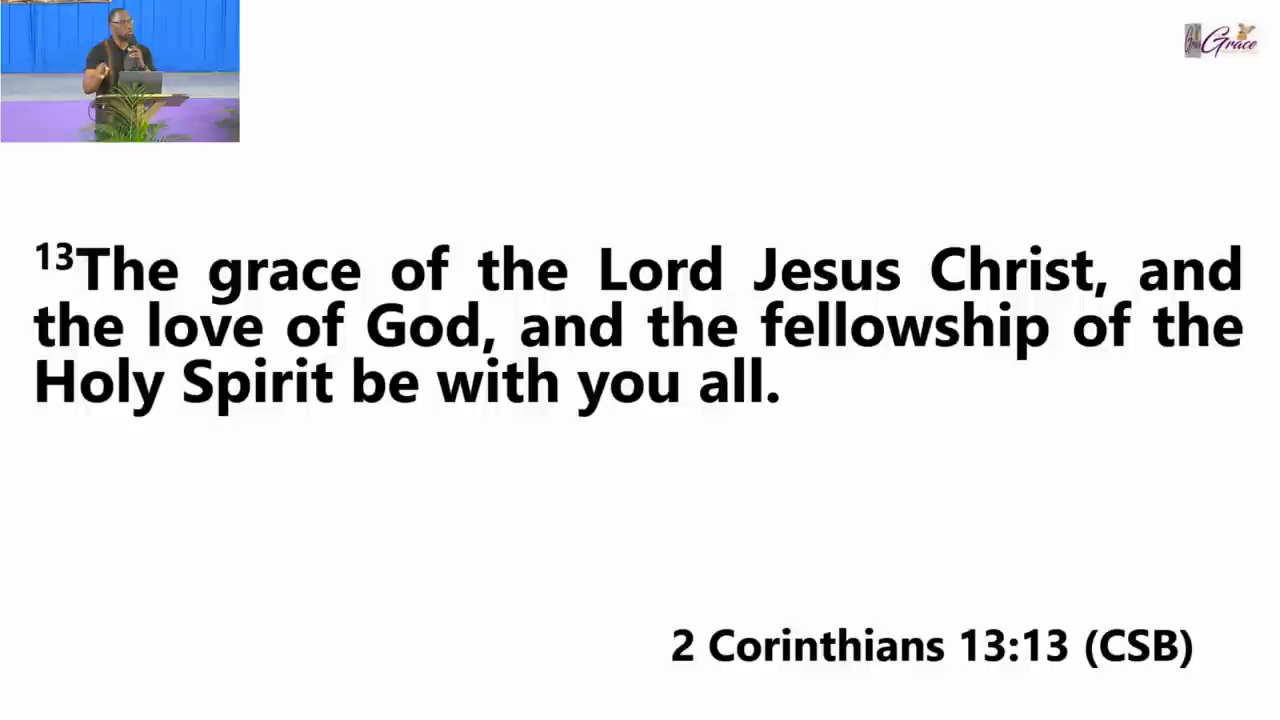 Grace
¹³The grace of the Lord Jesus Christ, and
the love of God, and the fellowship of the
Holy Spirit be with you all.
2 Corinthians 13:13 (CSB)